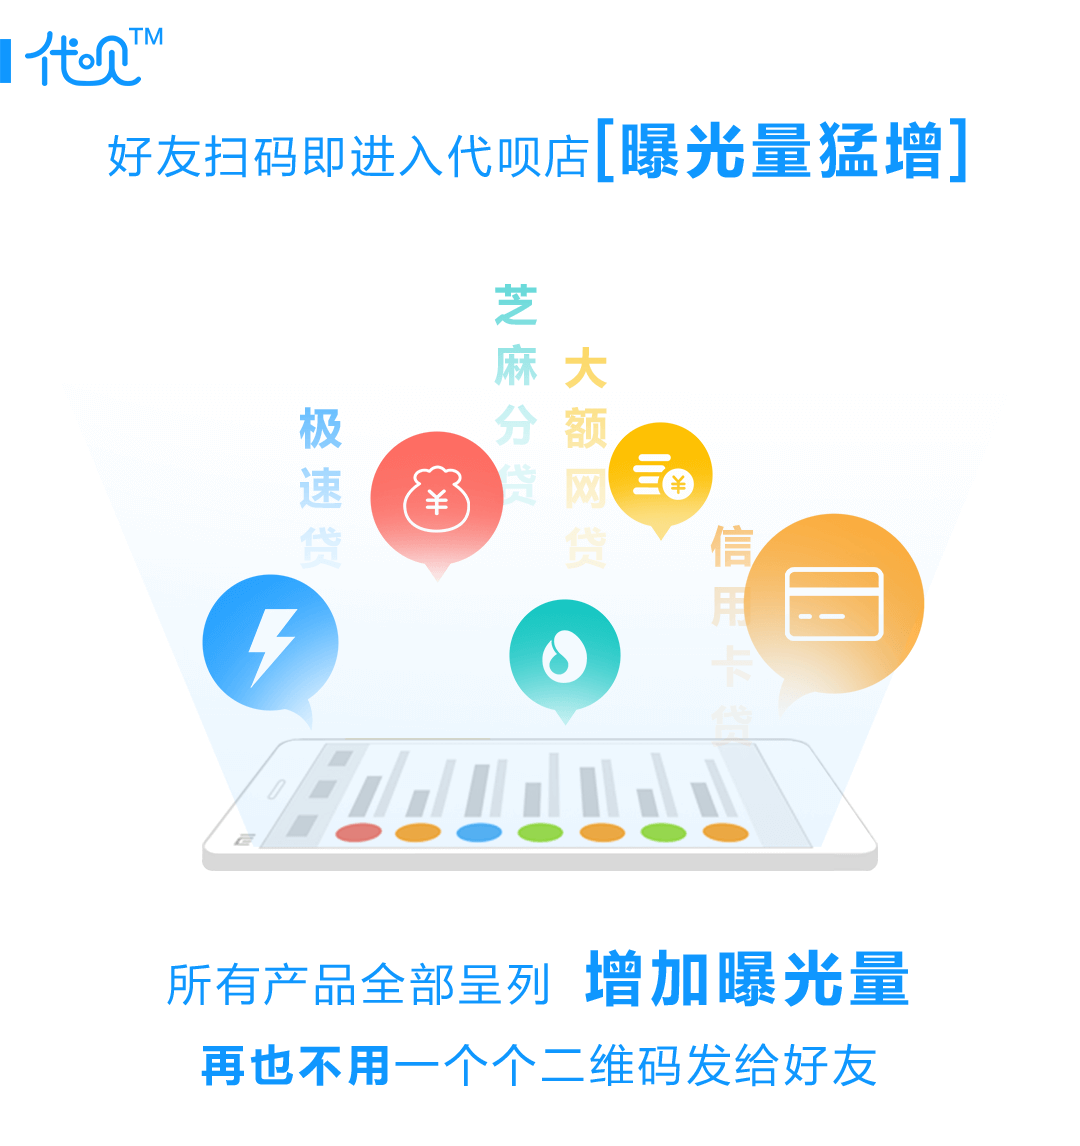 代呗™
好友扫码即进入代呗店[曝光量猛增]
极速贷
芝麻分贷
大额网贷
信用卡贷
所有产品全部呈列 增加曝光量
再也不用一个个二维码发给好友